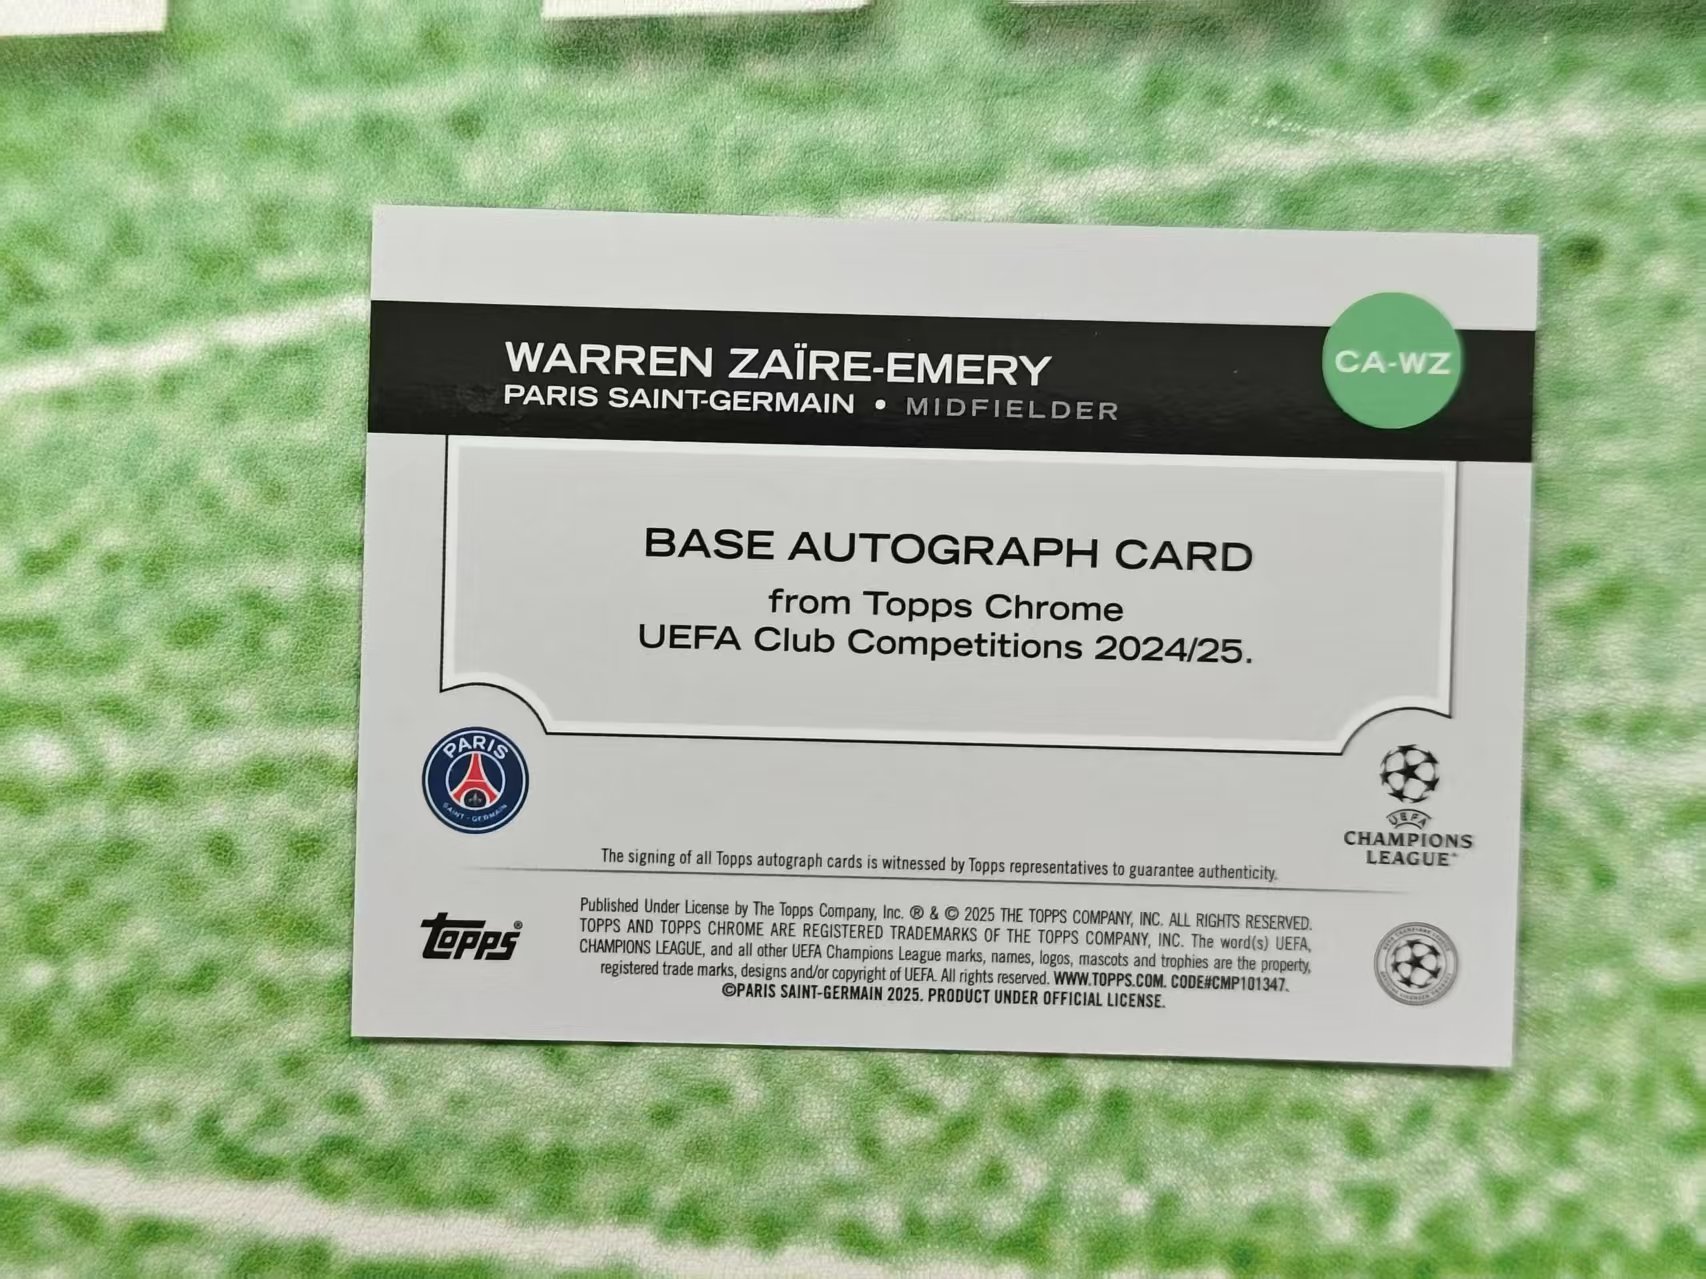 WARREN ZAÏRE-EMERY
PARIS SAINT-GERMAIN • MIDFIELDER
CA-WZ
BASE AUTOGRAPH CARD
from Topps Chrome
UEFA Club Competitions 2024/25.
PARIS
SAINT-GERMAIN
UEFA
CHAMPIONS
LEAGUE
The signing of all Topps autograph cards is witnessed by Topps representatives to guarantee authenticity.
topps®
Published Under License by The Topps Company, Inc. ® & © 2025 THE TOPPS COMPANY, INC. ALL RIGHTS RESERVED.
TOPPS AND TOPPS CHROME ARE REGISTERED TRADEMARKS OF THE TOPPS COMPANY, INC. The word(s) UEFA,
CHAMPIONS LEAGUE, and all other UEFA Champions League marks, names, logos, mascots and trophies are the property,
registered trade marks, designs and/or copyright of UEFA. All rights reserved. WWW.TOPPS.COM. CODE#CMP101347.
©PARIS SAINT-GERMAIN 2025. PRODUCT UNDER OFFICIAL LICENSE.